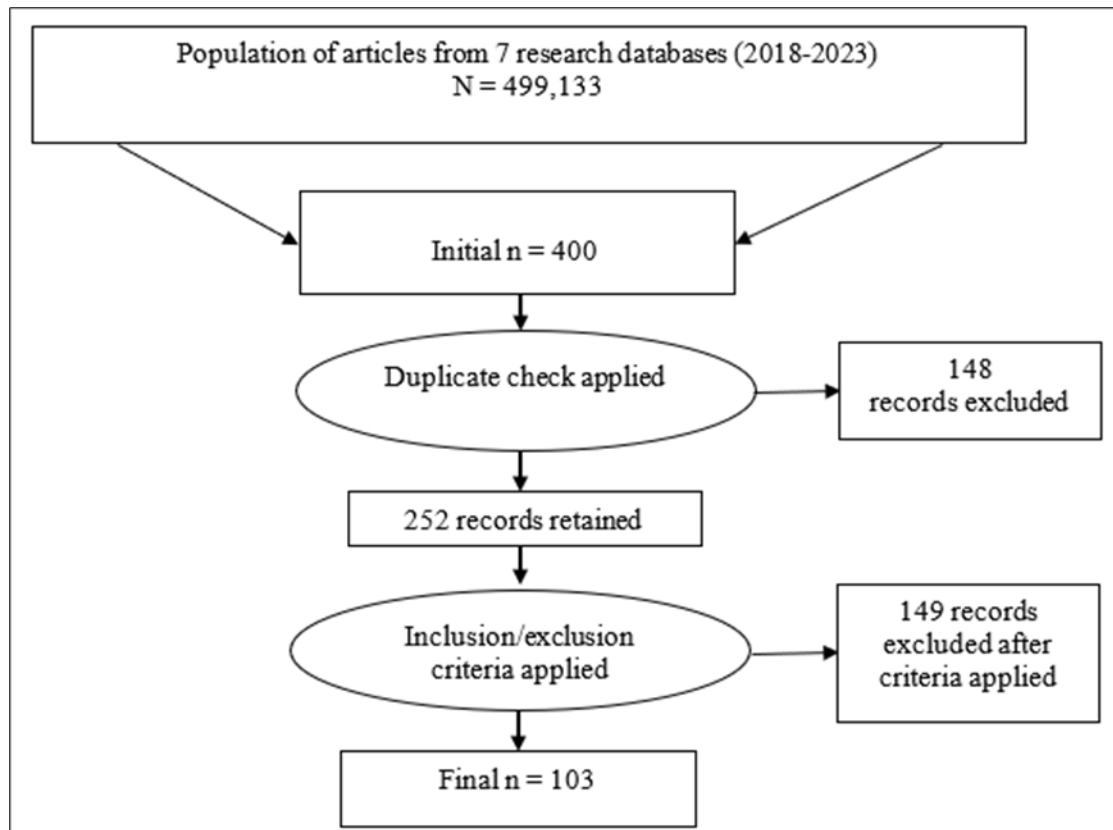 Population of articles from 7 research databases (2018-2023)
N = 499,133
Initial n = 400
Duplicate check applied
148
records excluded
252 records retained
Inclusion/exclusion
criteria applied
149 records
excluded after
criteria applied
Final n = 103